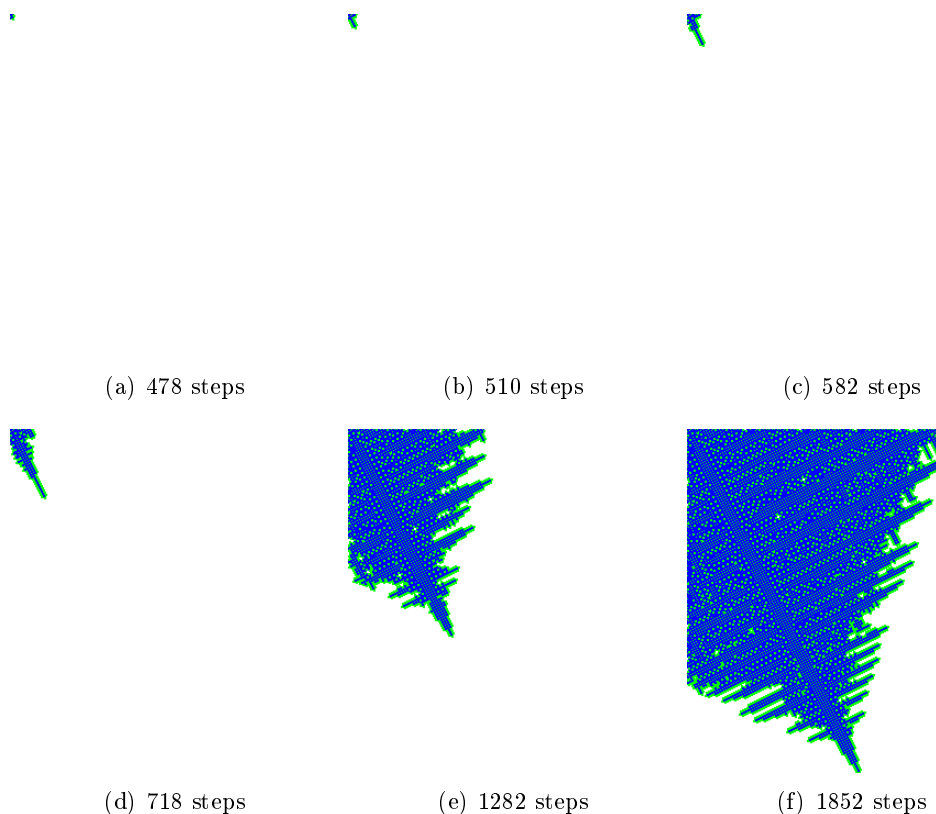 (a) 478 steps
(b) 510 steps
(c) 582 steps
(d) 718 steps
(e) 1282 steps
(f) 1852 steps